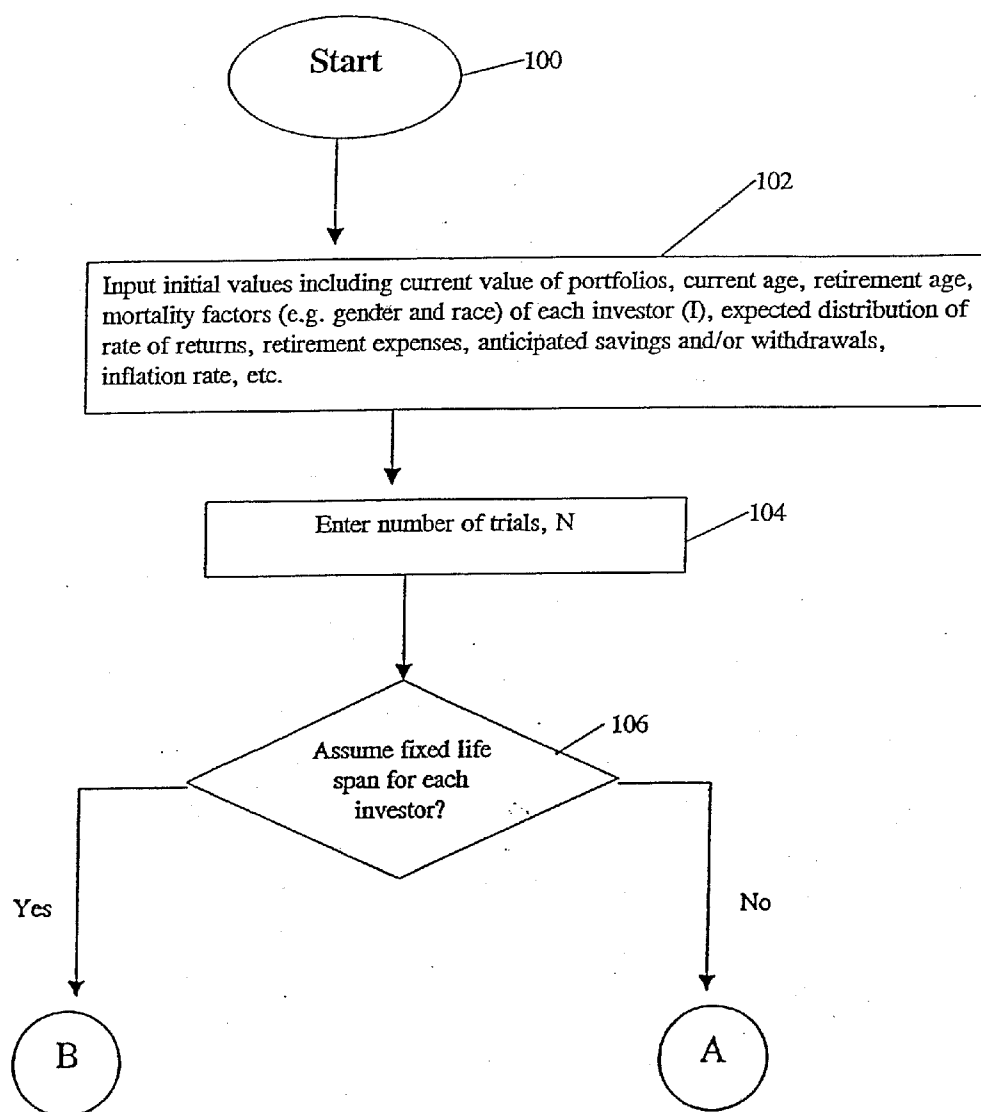 Start
100
102
Input initial values including current value of portfolios, current age, retirement age,
mortality factors (e.g. gender and race) of each investor (I), expected distribution of
rate of returns, retirement expenses, anticipated savings and/or withdrawals,
inflation rate, etc.
Enter number of trials, N
104
106
Assume fixed life
span for each
investor?
Yes
No
B
A